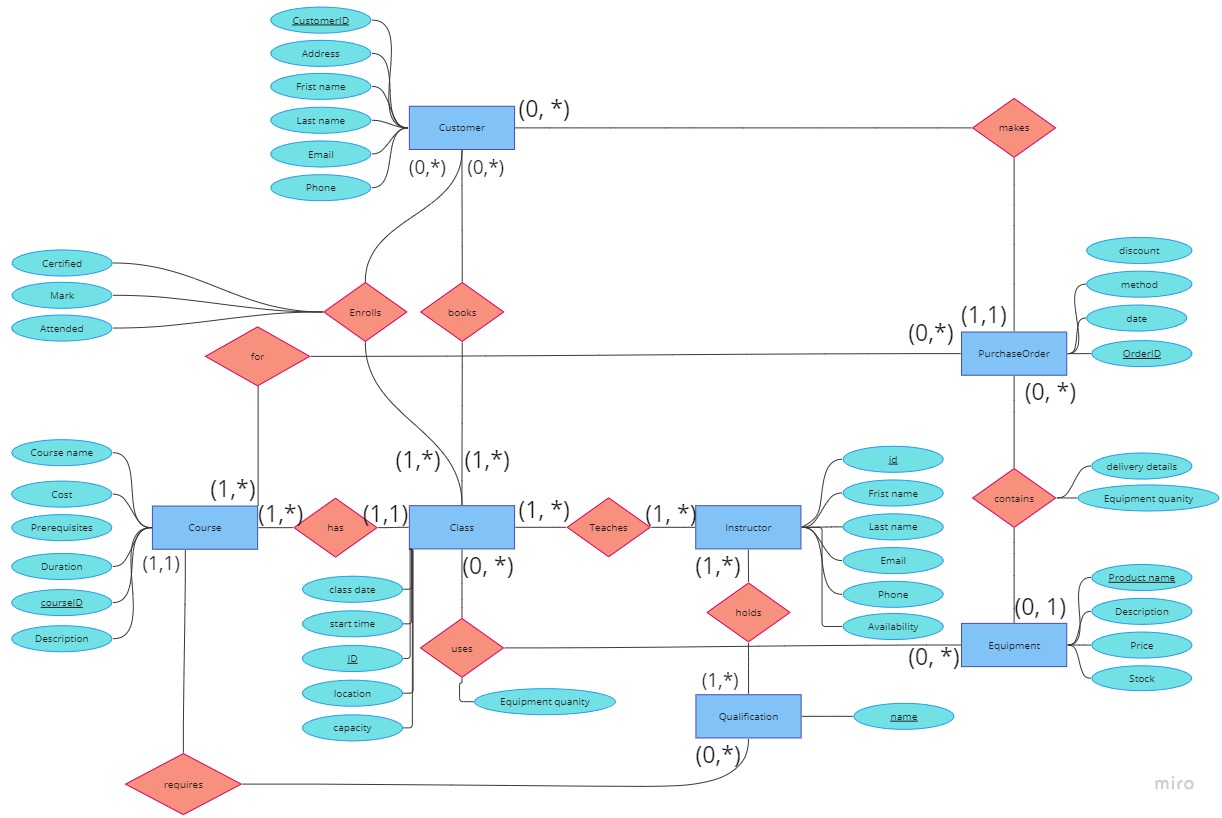 CustomerID
Address
Frist name
Last name
Email
Phone
Customer
(0, *)
makes
(0,*)
(0,*)
Certified
Mark
Attended
Enrolls
books
for
discount
method
date
OrderID
(1,1)
(0,*)
PurchaseOrder
(0, *)
Course name
Cost
Prerequisites
Duration
courseID
Description
(1,*)
Course
(1,1)
(1,*)
has
(1,1)
(1,*)
(1,*)
Class
(1, *)
Teaches
(1, *)
Instructor
(0, *)
(1,*)
id
Frist name
Last name
Email
Phone
Availability
contains
delivery details
Equipment quanity
class date
start time
ID
location
capacity
holds
uses
Equipment quanity
(0, 1)
Equipment
(0, *)
Product name
Description
Price
Stock
(1,*)
Qualification
name
(0,*)
requires
miro